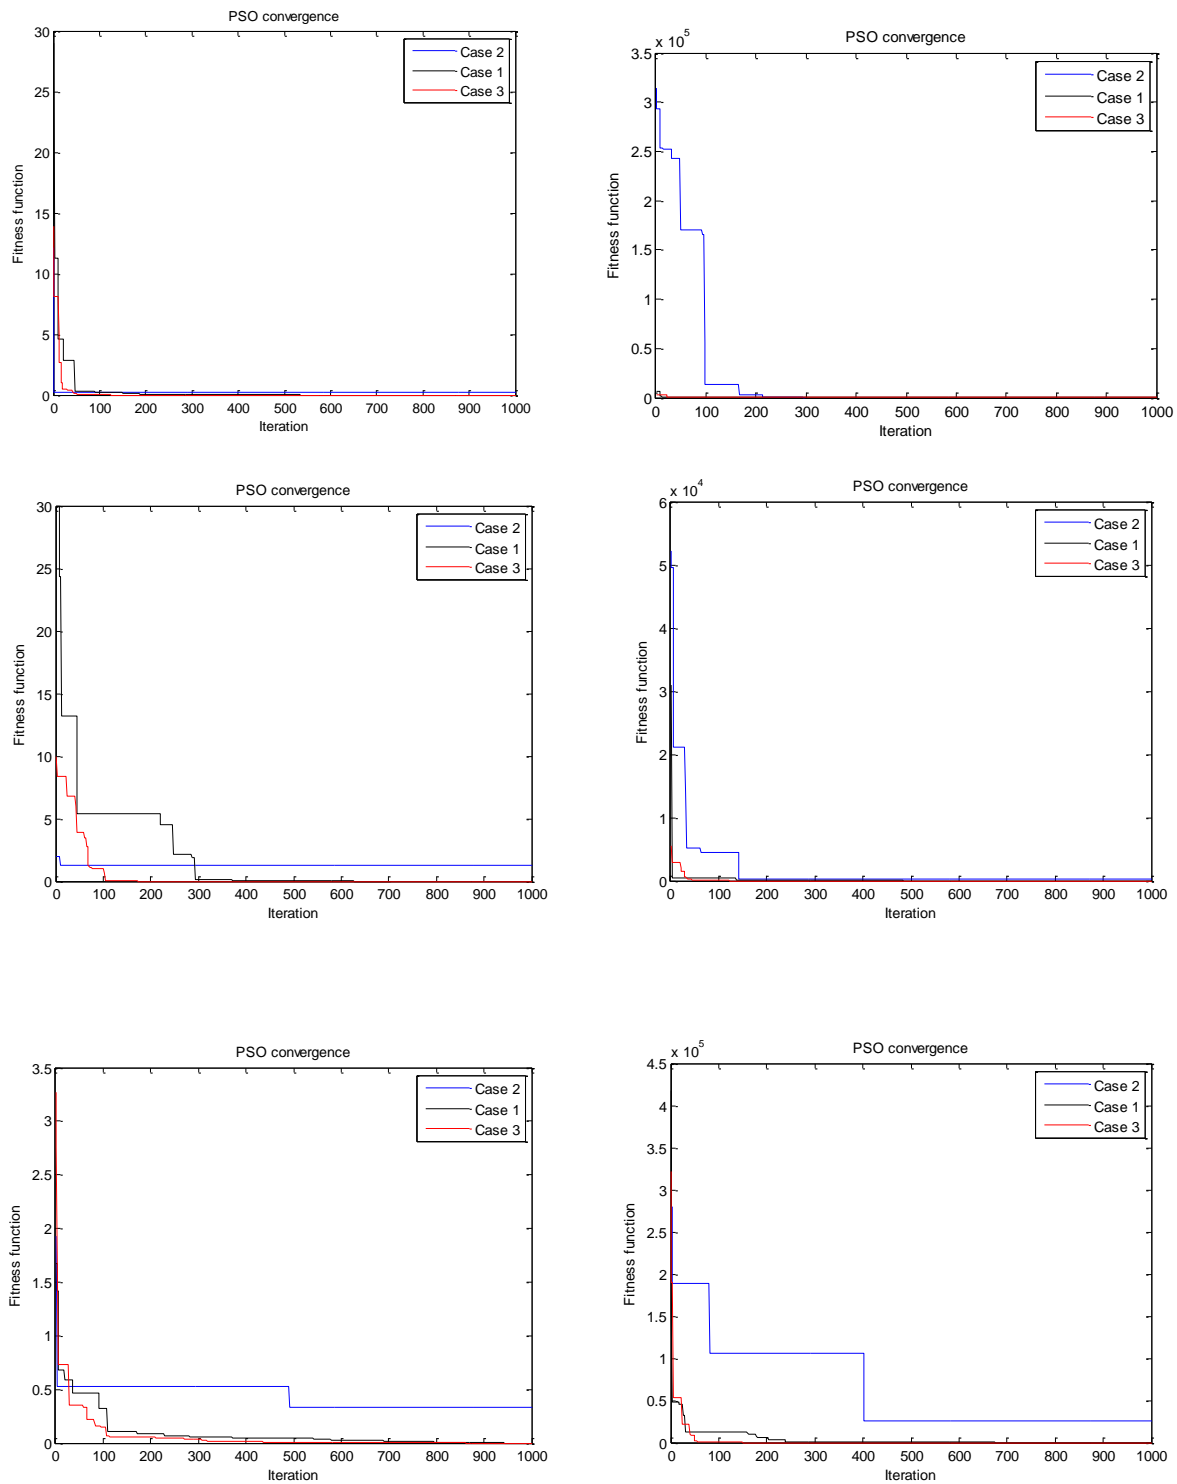 PSO convergence
30
25
20
15
10
5
0
Fitness function
Case 2
Case 1
Case 3
0 100 200 300 400 500 600 700 800 900 1000
Iteration
PSO convergence
x 10^5
3.5
3
2.5
2
1.5
1
0.5
0
Fitness function
Case 2
Case 1
Case 3
0 100 200 300 400 500 600 700 800 900 1000
Iteration
PSO convergence
30
25
20
15
10
5
0
Fitness function
Case 2
Case 1
Case 3
0 100 200 300 400 500 600 700 800 900 1000
Iteration
PSO convergence
x 10^4
6
5
4
3
2
1
0
Fitness function
Case 2
Case 1
Case 3
0 100 200 300 400 500 600 700 800 900 1000
Iteration
PSO convergence
3.5
3
2.5
2
1.5
1
0.5
0
Fitness function
Case 2
Case 1
Case 3
0 100 200 300 400 500 600 700 800 900 1000
Iteration
PSO convergence
x 10^5
4.5
4
3.5
3
2.5
2
1.5
1
0.5
0
Fitness function
Case 2
Case 1
Case 3
0 100 200 300 400 500 600 700 800 900 1000
Iteration